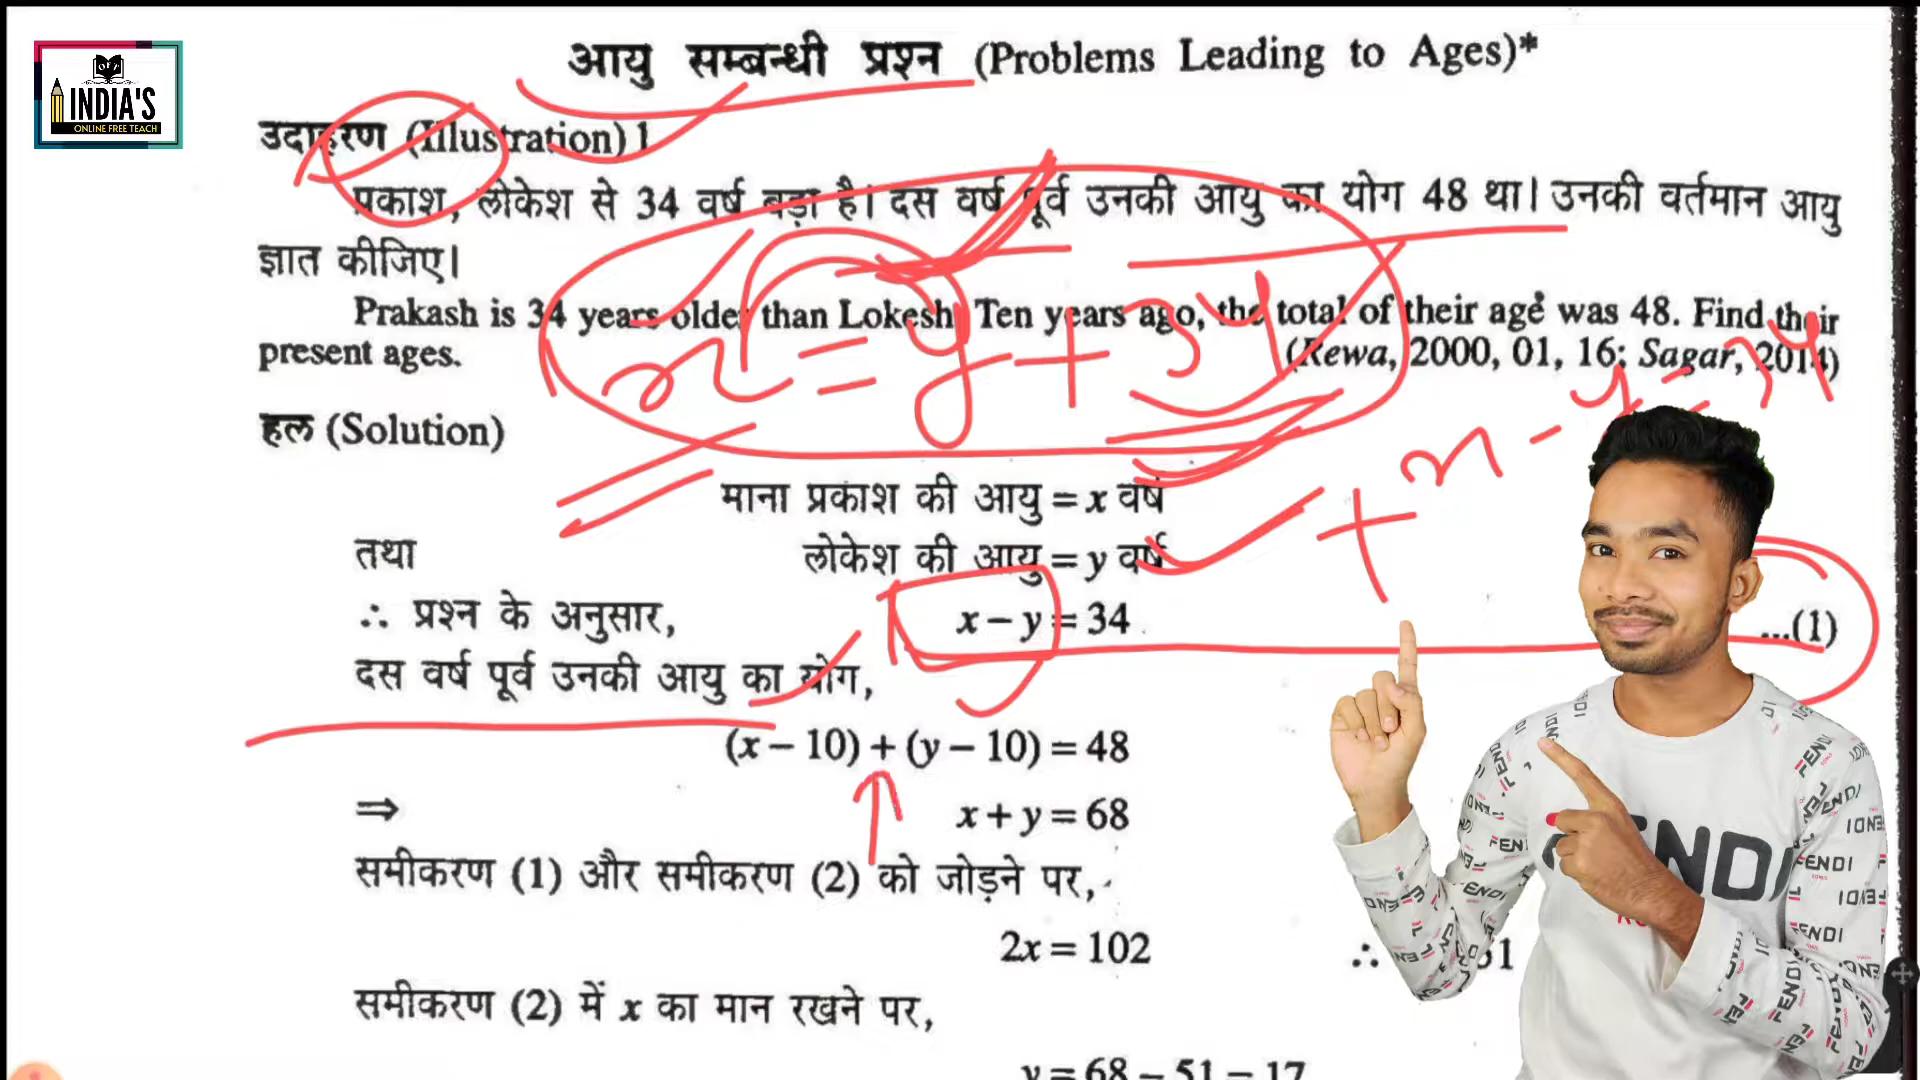 INDIA'S
ONLINE FREE TEACH
आयु सम्बन्धी प्रश्न (Problems Leading to Ages)*
उदाहरण (Illustration) 1
प्रकाश, लोकेश से 34 वर्ष बड़ा है। दस वर्ष पूर्व उनकी आयु का योग 48 था। उनकी वर्तमान आयु
ज्ञात कीजिए।
Prakash is 34 years older than Lokesh. Ten years ago, the total of their age was 48. Find their
present ages. (Rewa, 2000, 01, 16; Sagar, 2014)
x = y + 34
x - y = 34
हल (Solution)
माना प्रकाश की आयु = x वर्ष
तथा लोकेश की आयु = y वर्ष
∴ प्रश्न के अनुसार, x – y = 34 ...(1)
दस वर्ष पूर्व उनकी आयु का योग,
(x – 10) + (y – 10) = 48
⇒ x + y = 68
समीकरण (1) और समीकरण (2) को जोड़ने पर,
2x = 102 ∴ 51
समीकरण (2) में x का मान रखने पर,
y = 68 – 51 = 17
FENDI